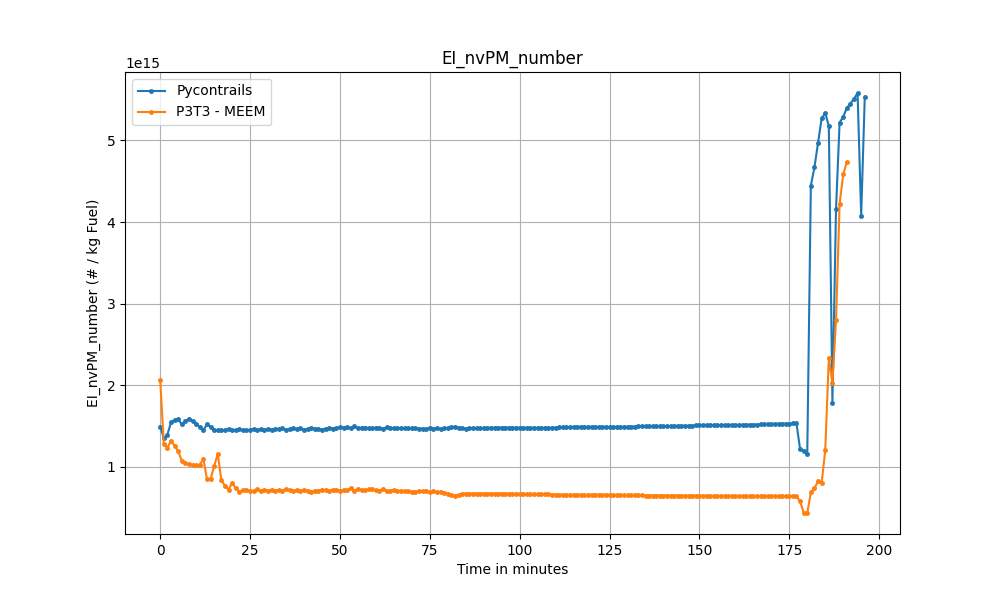 EI_nvPM_number
1e15
Pycontrails
P3T3 - MEEM
EI_nvPM_number (# / kg Fuel)
5
4
3
2
1
0 25 50 75 100 125 150 175 200
Time in minutes